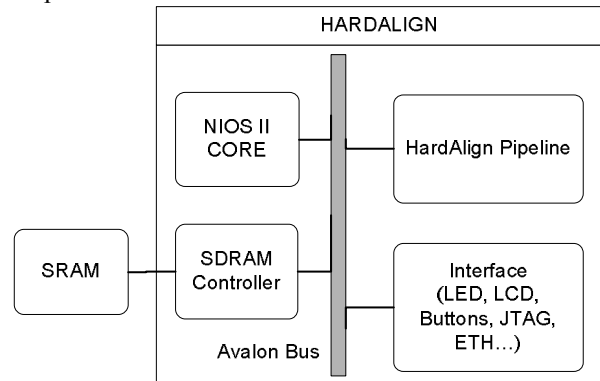 HARDALIGN
NIOS II
CORE
HardAlign Pipeline
SRAM
SDRAM
Controller
Interface
(LED, LCD,
Buttons, JTAG,
ETH...)
Avalon Bus